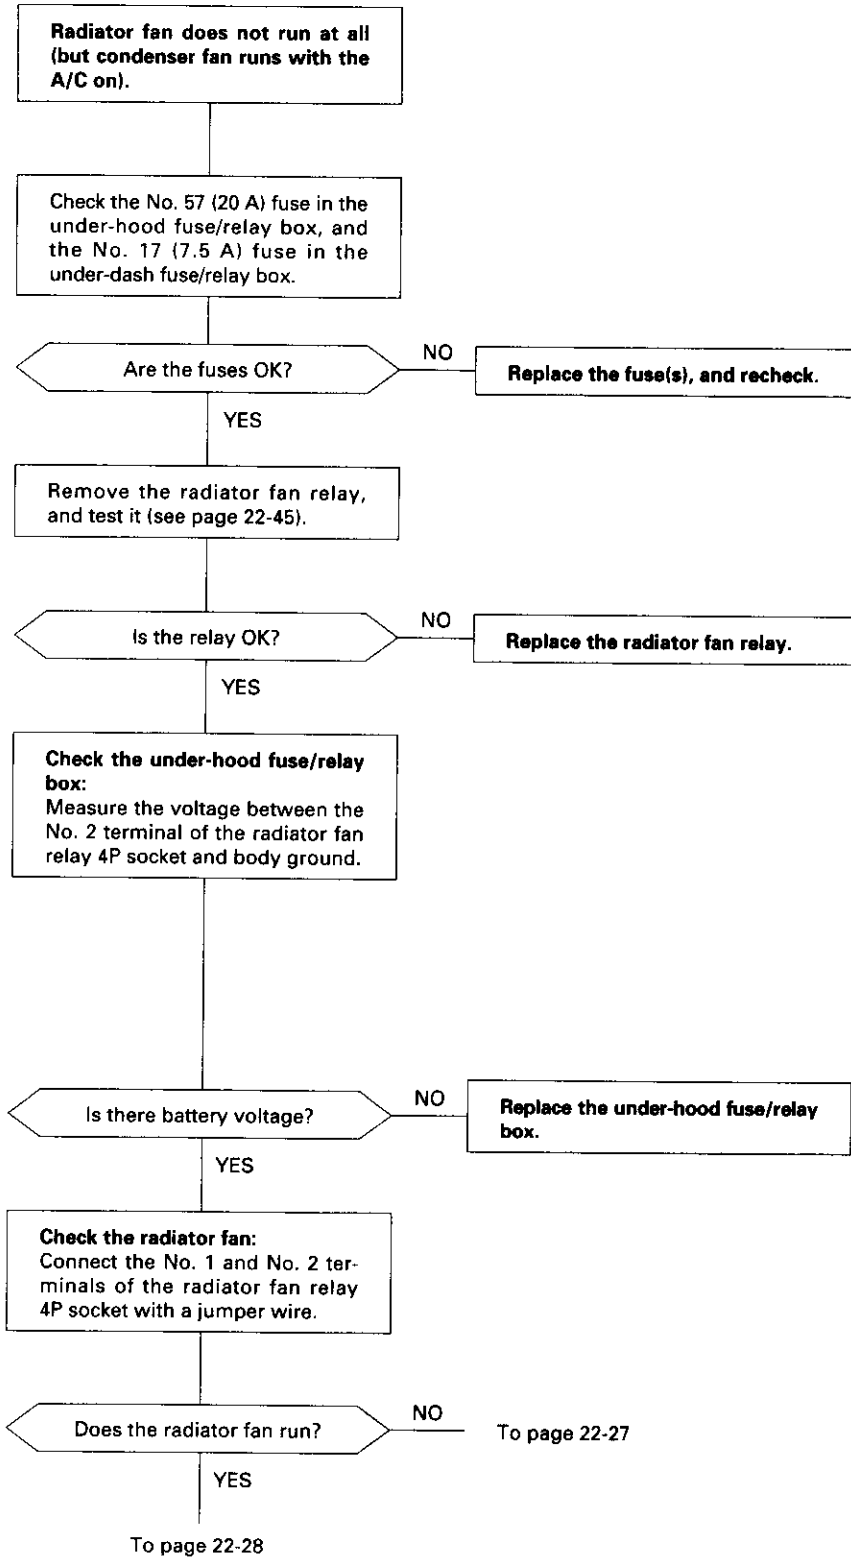 Radiator fan does not run at all
(but condenser fan runs with the
A/C on).
Check the No. 57 (20 A) fuse in the
under-hood fuse/relay box, and
the No. 17 (7.5 A) fuse in the
under-dash fuse/relay box.
Are the fuses OK?
NO
Replace the fuse(s), and recheck.
YES
Remove the radiator fan relay,
and test it (see page 22-45).
Is the relay OK?
NO
Replace the radiator fan relay.
YES
Check the under-hood fuse/relay
box:
Measure the voltage between the
No. 2 terminal of the radiator fan
relay 4P socket and body ground.
Is there battery voltage?
NO
Replace the under-hood fuse/relay
box.
YES
Check the radiator fan:
Connect the No. 1 and No. 2 ter-
minals of the radiator fan relay
4P socket with a jumper wire.
Does the radiator fan run?
NO
To page 22-27
YES
To page 22-28